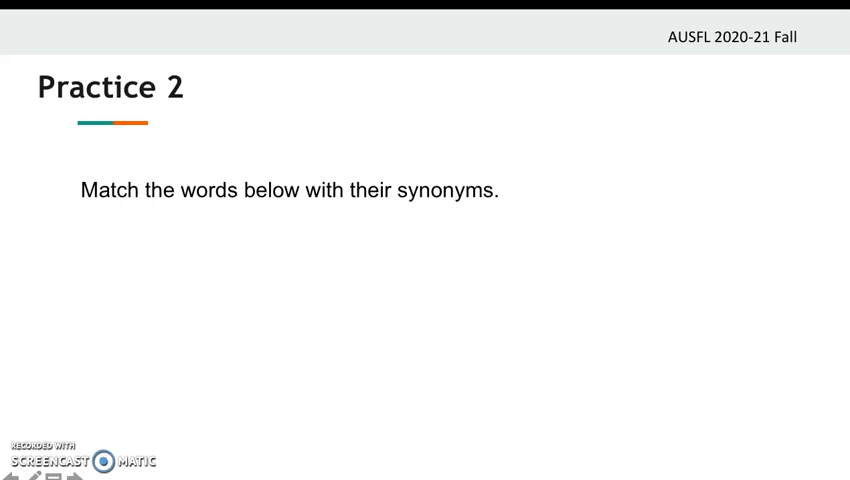 AUSFL 2020-21 Fall
Practice 2
Match the words below with their synonyms.
RECORDED WITH
SCREENCAST MATIC